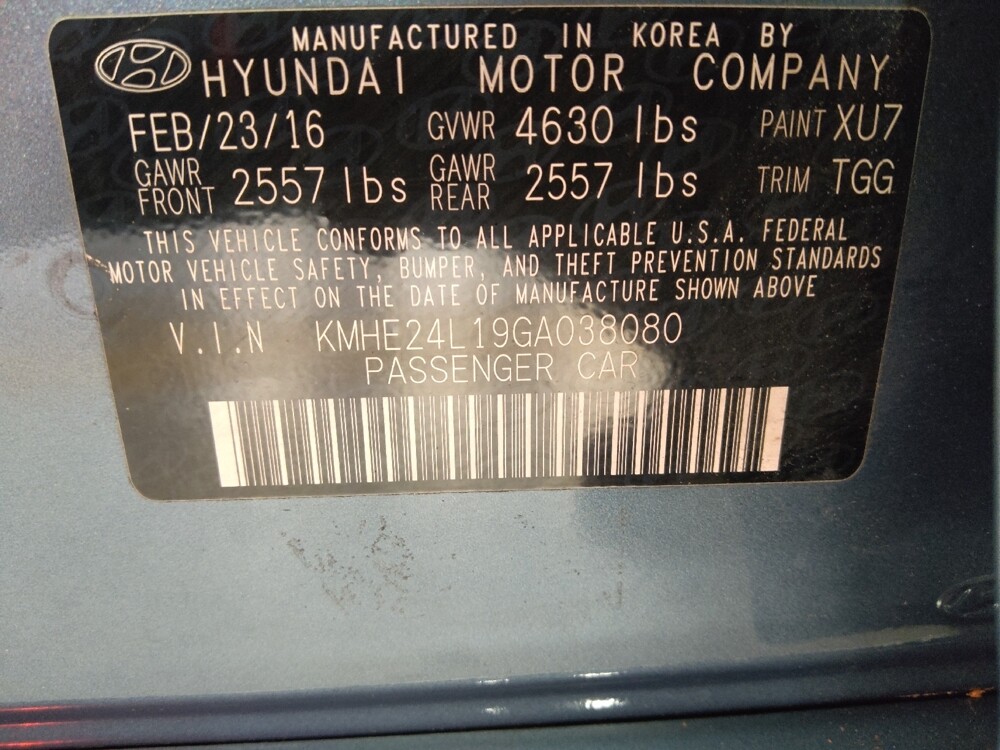 MANUFACTURED IN KOREA BY
HYUNDAI MOTOR COMPANY
FEB/23/16 GVWR 4630 lbs PAINT XU7
GAWR FRONT 2557 lbs GAWR REAR 2557 lbs TRIM TGG
THIS VEHICLE CONFORMS TO ALL APPLICABLE U.S.A. FEDERAL
MOTOR VEHICLE SAFETY, BUMPER, AND THEFT PREVENTION STANDARDS
IN EFFECT ON THE DATE OF MANUFACTURE SHOWN ABOVE
V.I.N KMHE24L19GA038080
PASSENGER CAR